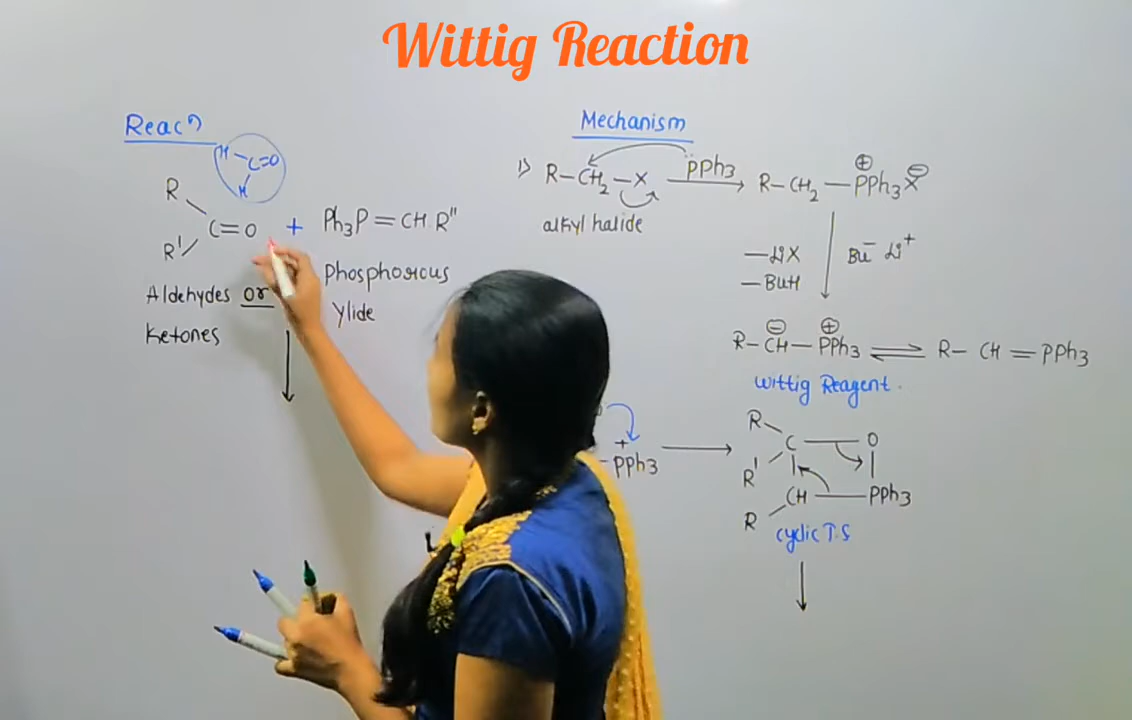 Wittig Reaction
Reacⁿ
H
C=O
H
R
C=O + Ph₃P=CH R"
R'
Aldehydes or
Ketones
Phosphorous
Ylide
Mechanism
1) R-CH₂-X P̈Ph₃ R-CH₂-PPh₃ X
⊕ ⊖
alkyl halide
-LiX
-BuH
Bu⁻ Li⁺
⊖ ⊕
R-CH-PPh₃ ⇌ R-CH=PPh₃
Wittig Reagent.
+
-PPh₃
R
C-O
R'
CH-PPh₃
R
cyclic T.S